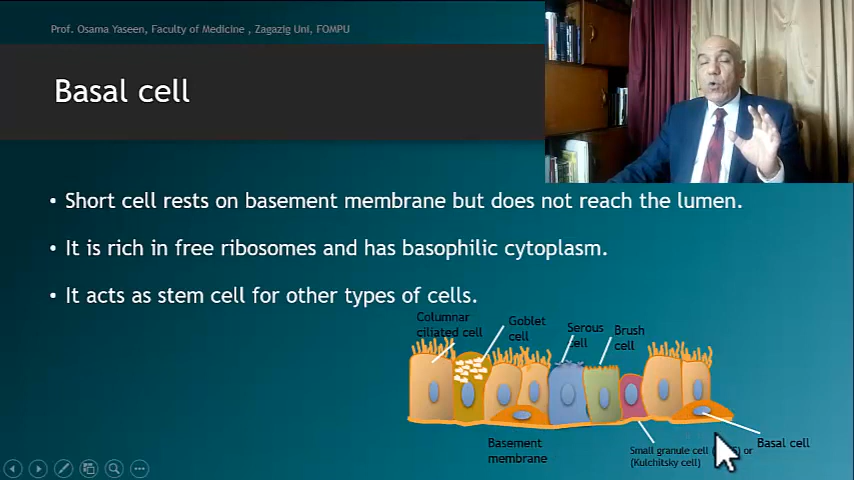 Prof. Osama Yaseen, Faculty of Medicine , Zagazig Uni, FOMPU
Basal cell
• Short cell rests on basement membrane but does not reach the lumen.
• It is rich in free ribosomes and has basophilic cytoplasm.
• It acts as stem cell for other types of cells.
Columnar
ciliated cell
Goblet
cell
Serous
cell
Brush
cell
Basement
membrane
Small granule cell or
(Kulchitsky cell)
Basal cell